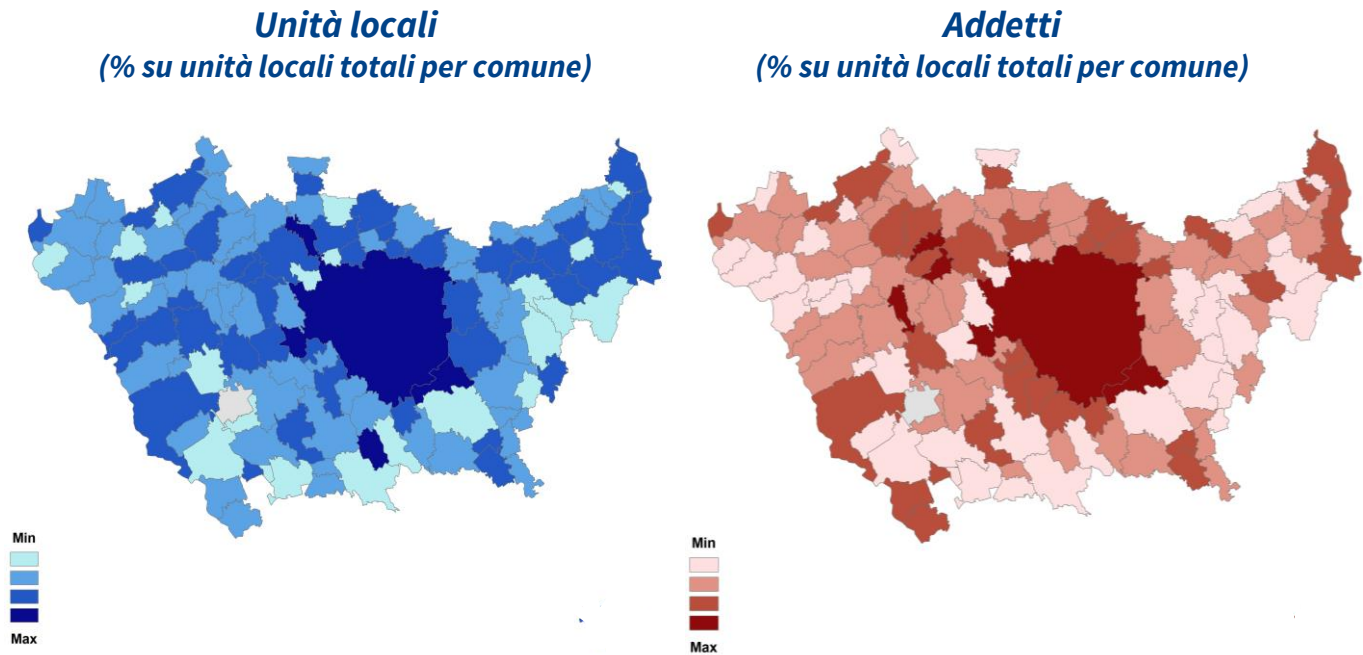 Unità locali
(% su unità locali totali per comune)
Addetti
(% su unità locali totali per comune)
Min
Max
Min
Max